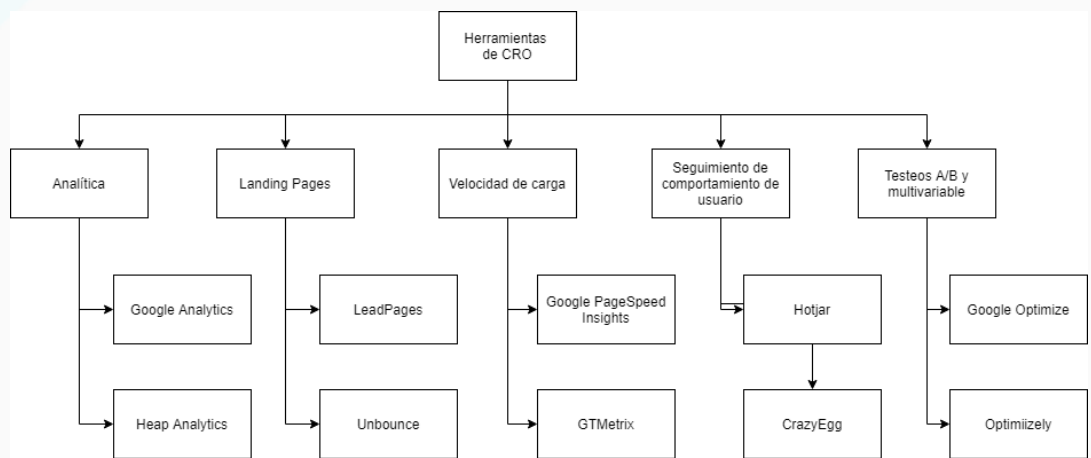 Herramientas
de CRO
Analítica
Landing Pages
Velocidad de carga
Seguimiento de
comportamiento de
usuario
Testeos A/B y
multivariable
Google Analytics
LeadPages
Google PageSpeed
Insights
Hotjar
Google Optimize
Heap Analytics
Unbounce
GTMetrix
CrazyEgg
Optimiizely